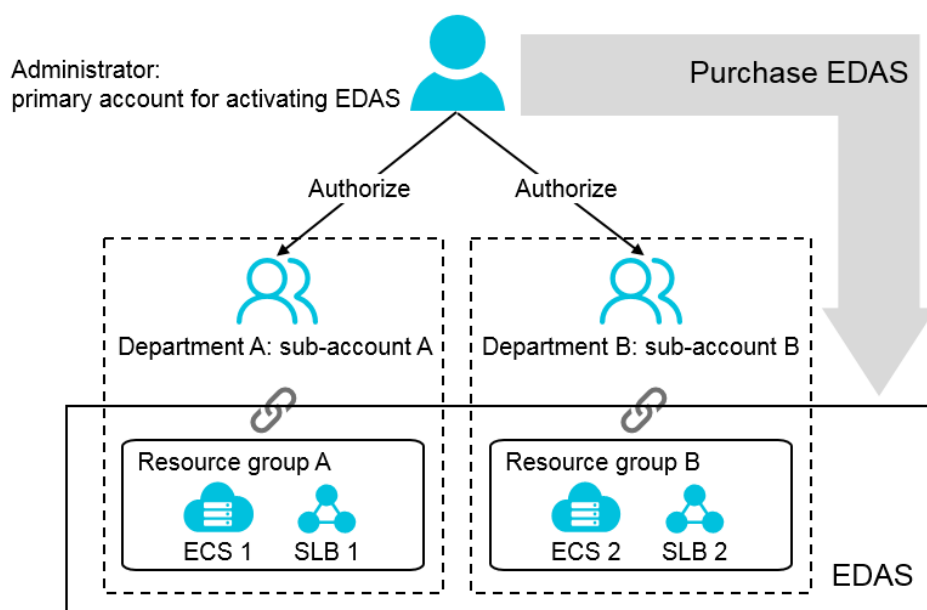 Purchase EDAS
Administrator:
primary account for activating EDAS
Authorize
Authorize
Department A: sub-account A
Department B: sub-account B
Resource group A
Resource group B
ECS 1
SLB 1
ECS 2
SLB 2
EDAS